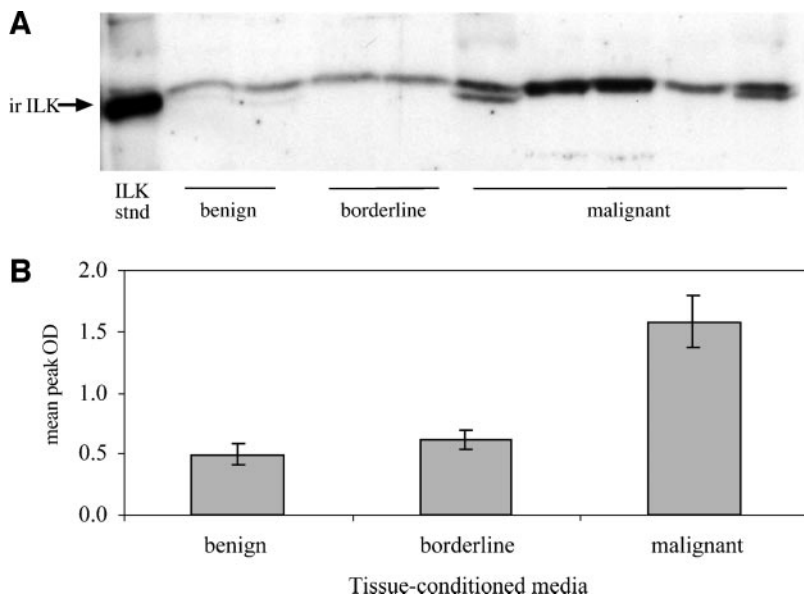 A
ir ILK
ILK
stnd
benign
borderline
malignant
B
2.0
1.5
1.0
0.5
0.0
mean peak OD
benign
borderline
malignant
Tissue-conditioned media